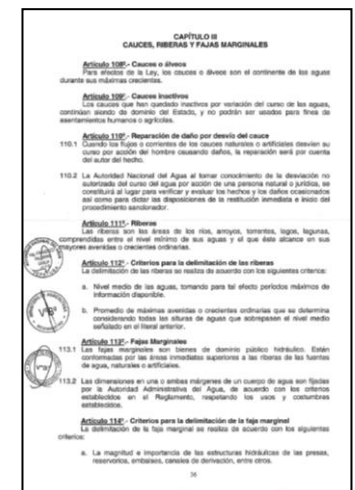 CAPÍTULO III
CAUCES, RIBERAS Y FAJAS MARGINALES
Artículo 108º.- Cauces o álveos
Para efectos de la Ley, los cauces o álveos son el continente de las aguas
durante sus máximas crecientes.
Artículo 109º.- Cauces inactivos
Los cauces que han quedado inactivos por variación del curso de las aguas,
continúan siendo de dominio del Estado, y no podrán ser usados para fines de
asentamientos humanos o agrícolas.
Artículo 110º.- Reparación de daño por desvío del cauce
110.1 Cuando los flujos o corrientes de los cauces naturales o artificiales desvíen su
curso por acción del hombre causando daños, la reparación será por cuenta
del autor del hecho.
110.2 La Autoridad Nacional del Agua al tomar conocimiento de la desviación no
autorizada del curso del agua por acción de una persona natural o jurídica, se
constituirá al lugar para verificar y evaluar los hechos y los daños ocasionados
así como para dictar las disposiciones de la restitución inmediata e inicio del
procedimiento sancionador.
Artículo 111º.- Riberas
Las riberas son las áreas de los ríos, arroyos, torrentes, lagos, lagunas,
comprendidas entre el nivel mínimo de sus aguas y el que éste alcance en sus
mayores avenidas o crecientes ordinarias.
Artículo 112º.- Criterios para la delimitación de las riberas
La delimitación de las riberas se realiza de acuerdo con los siguientes criterios:
a. Nivel medio de las aguas, tomando para tal efecto períodos máximos de
información disponible.
b. Promedio de máximas avenidas o crecientes ordinarias que se determina
considerando todas las alturas de aguas que sobrepasen el nivel medio
señalado en el literal anterior.
Artículo 113º.- Fajas Marginales
113.1 Las fajas marginales son bienes de dominio público hidráulico. Están
conformadas por las áreas inmediatas superiores a las riberas de las fuentes
de agua, naturales o artificiales.
113.2 Las dimensiones en una o ambas márgenes de un cuerpo de agua son fijadas
por la Autoridad Administrativa del Agua, de acuerdo con los criterios
establecidos en el Reglamento, respetando los usos y costumbres
establecidos.
Artículo 114º.- Criterios para la delimitación de la faja marginal
La delimitación de la faja marginal se realiza de acuerdo con los siguientes
criterios:
a. La magnitud e importancia de las estructuras hidráulicas de las presas,
reservorios, embalses, canales de derivación, entre otros.
36
VºBº
VºBº